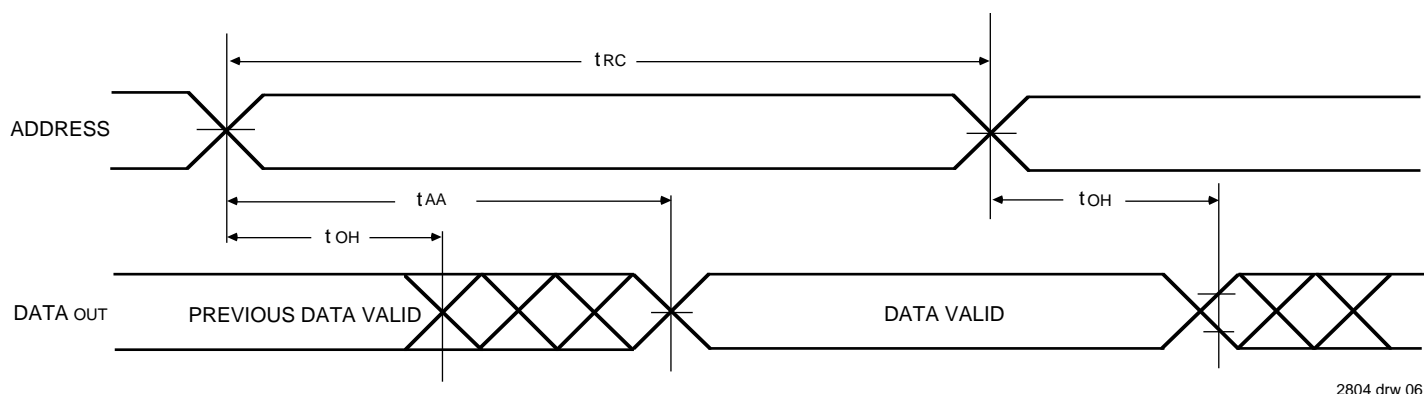 tRC
ADDRESS
tAA
tOH
tOH
DATA OUT
PREVIOUS DATA VALID
DATA VALID
2804 drw 06